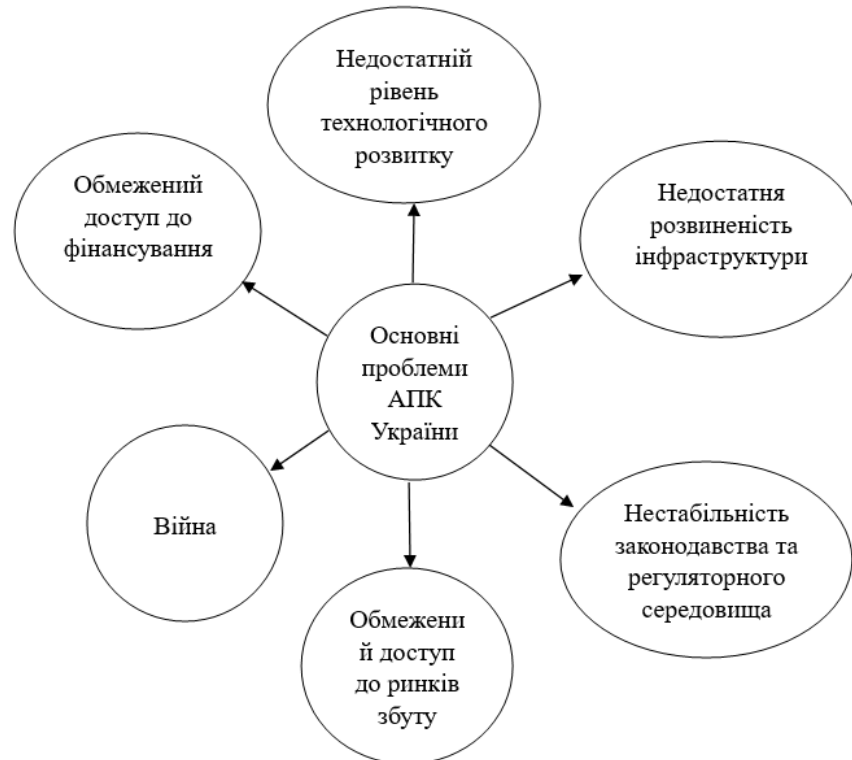 Недостатній
рівень
технологічного
розвитку
Обмежений
доступ до
фінансування
Недостатня
розвиненість
інфраструктури
Основні
проблеми
АПК
України
Війна
Нестабільність
законодавства та
регуляторного
середовища
Обмежени
й доступ
до ринків
збуту